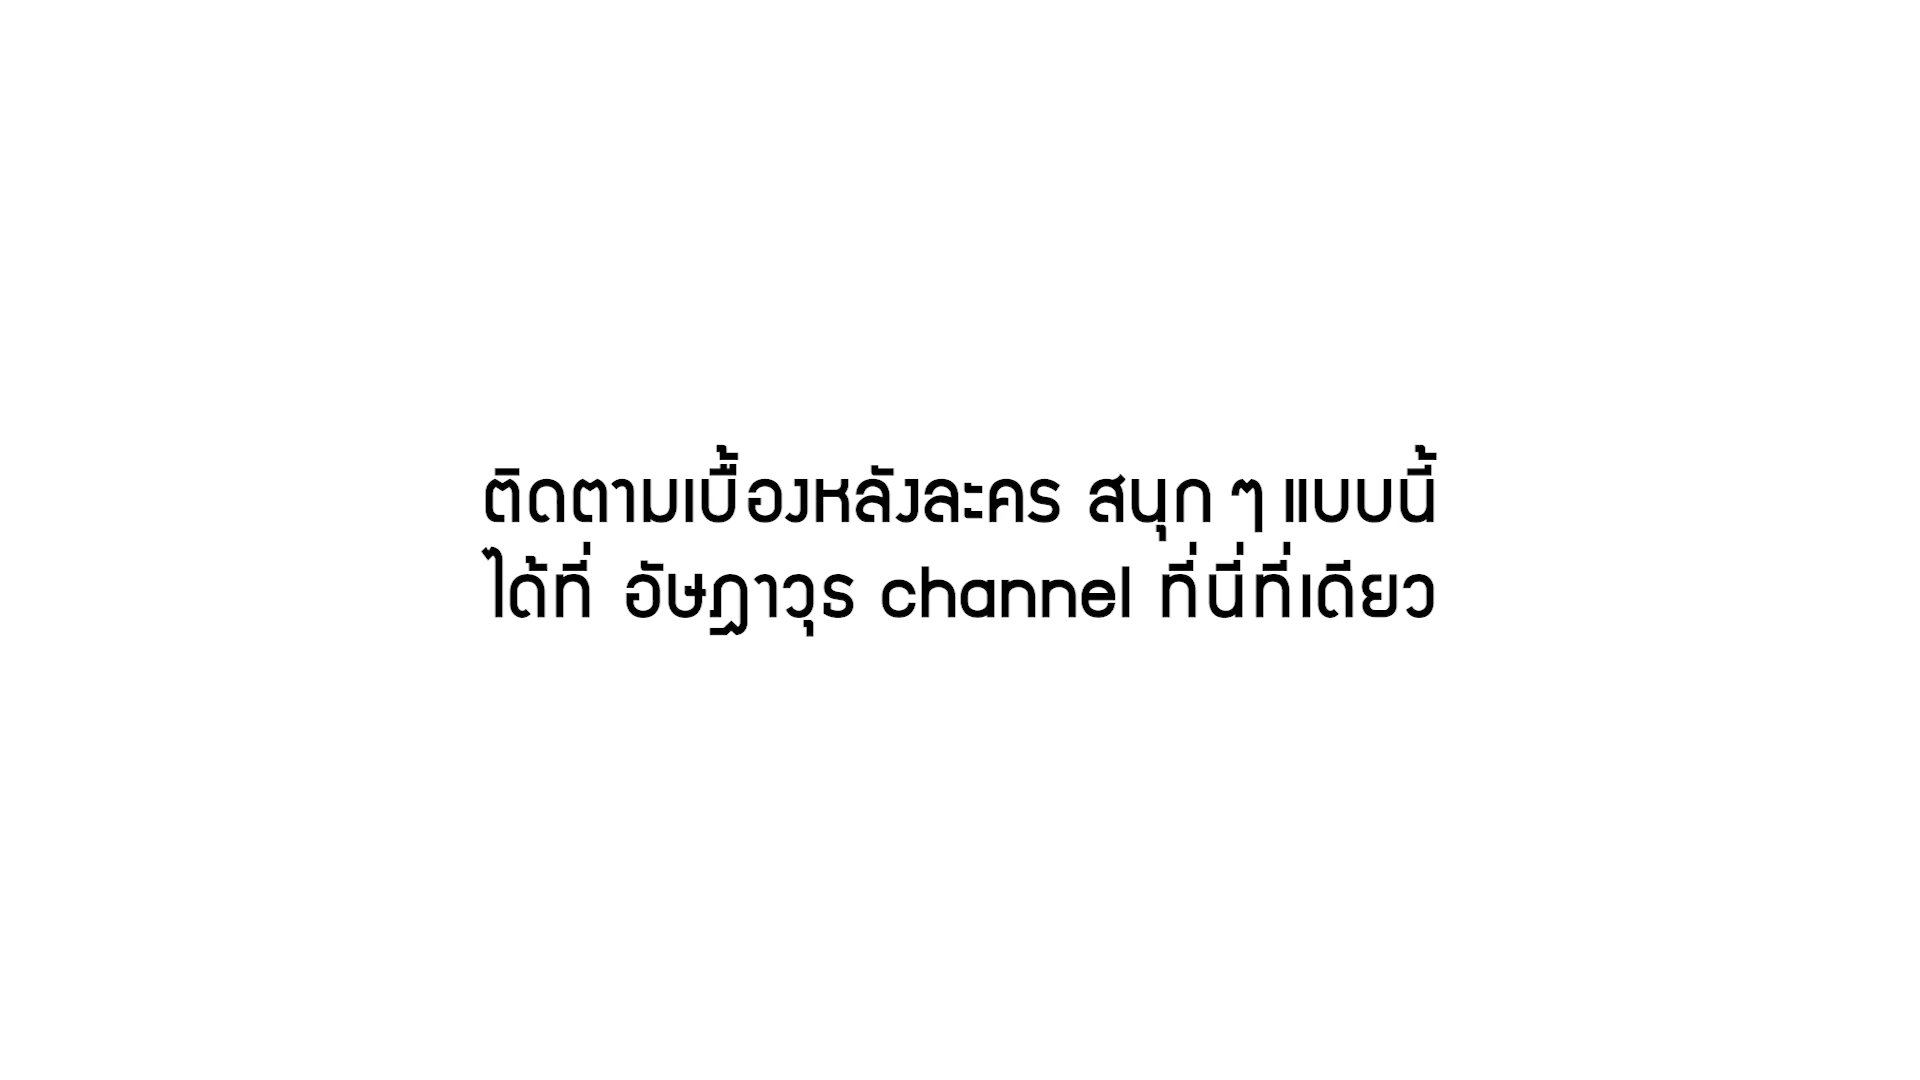 ติดตามเบื้องหลังละคร สนุก ๆ แบบนี้
ได้ที่ อัษฎาวุธ channel ที่นี่ที่เดียว